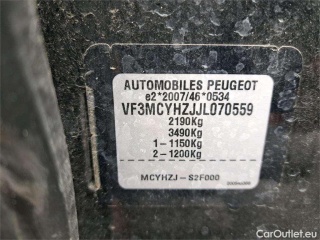 AUTOMOBILES PEUGEOT
e2*2007/46*0534
VF3MCYHZJJL070559
2190Kg
3490Kg
1-1150Kg
2-1200Kg
MCYHZJ-S2F000
CarOutlet.eu